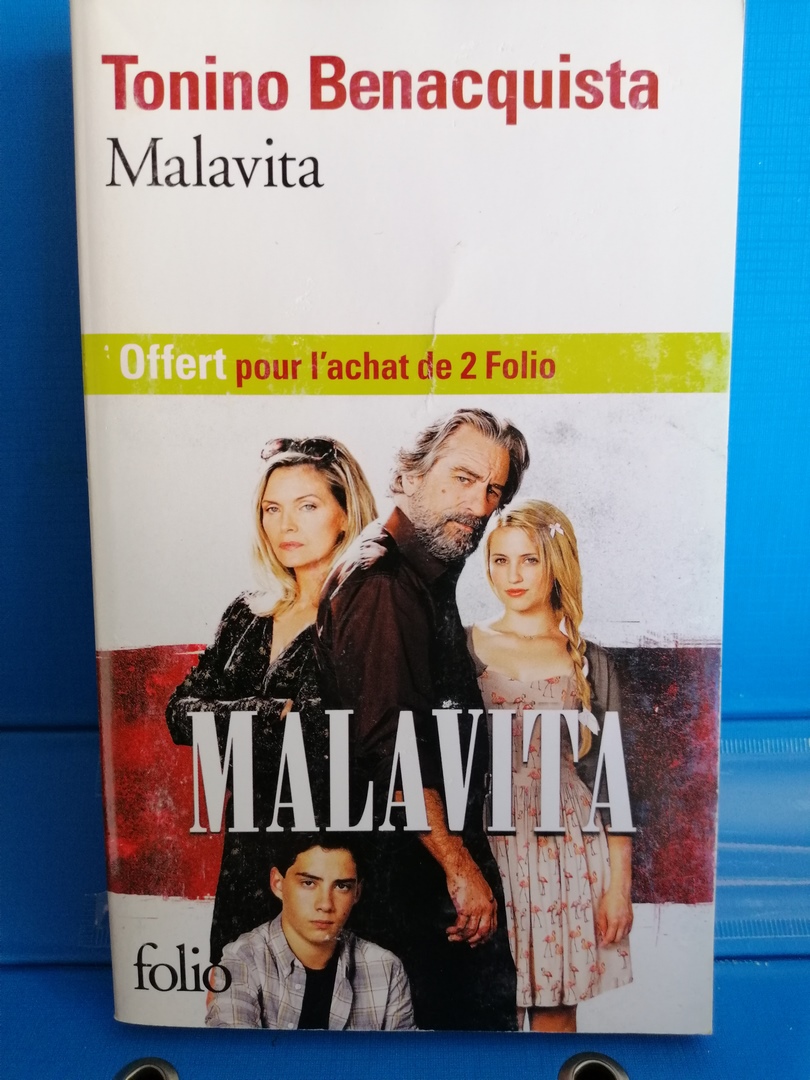 Tonino Benacquista
Malavita
Offert pour l'achat de 2 Folio
MALAVITA
folio